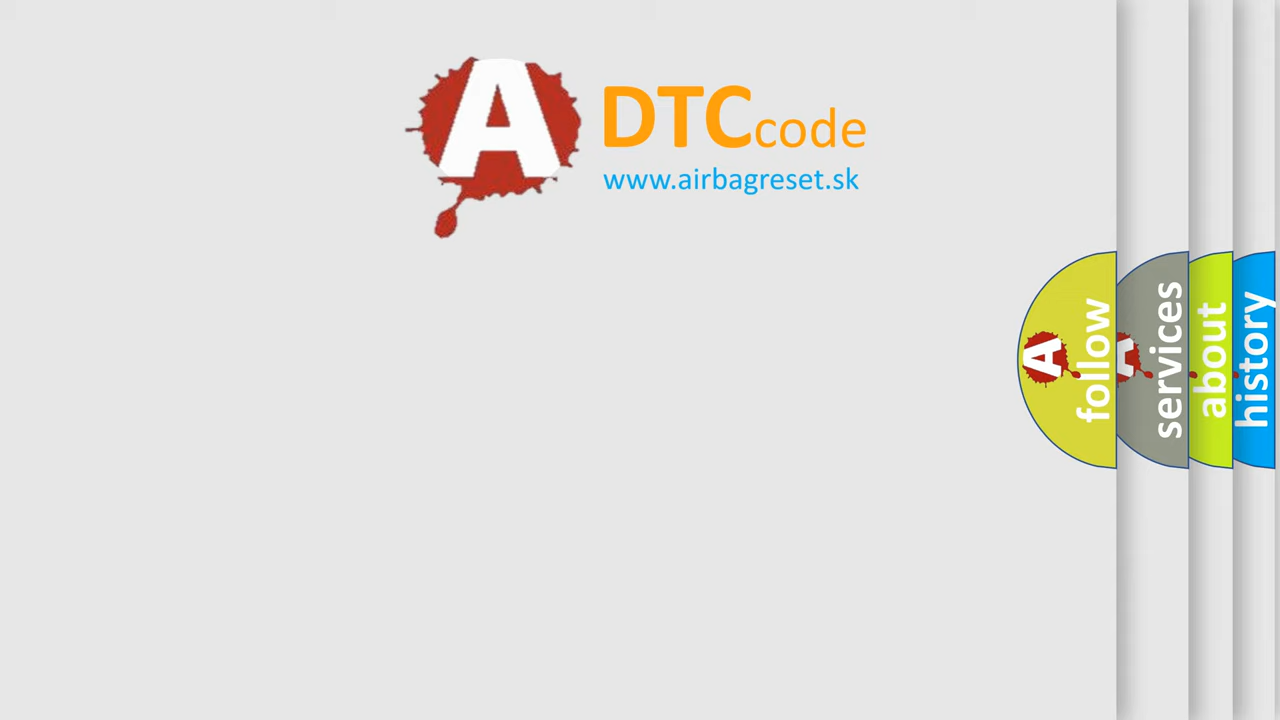 A DTCcode
www.airbagreset.sk
A follow
A services
about
history